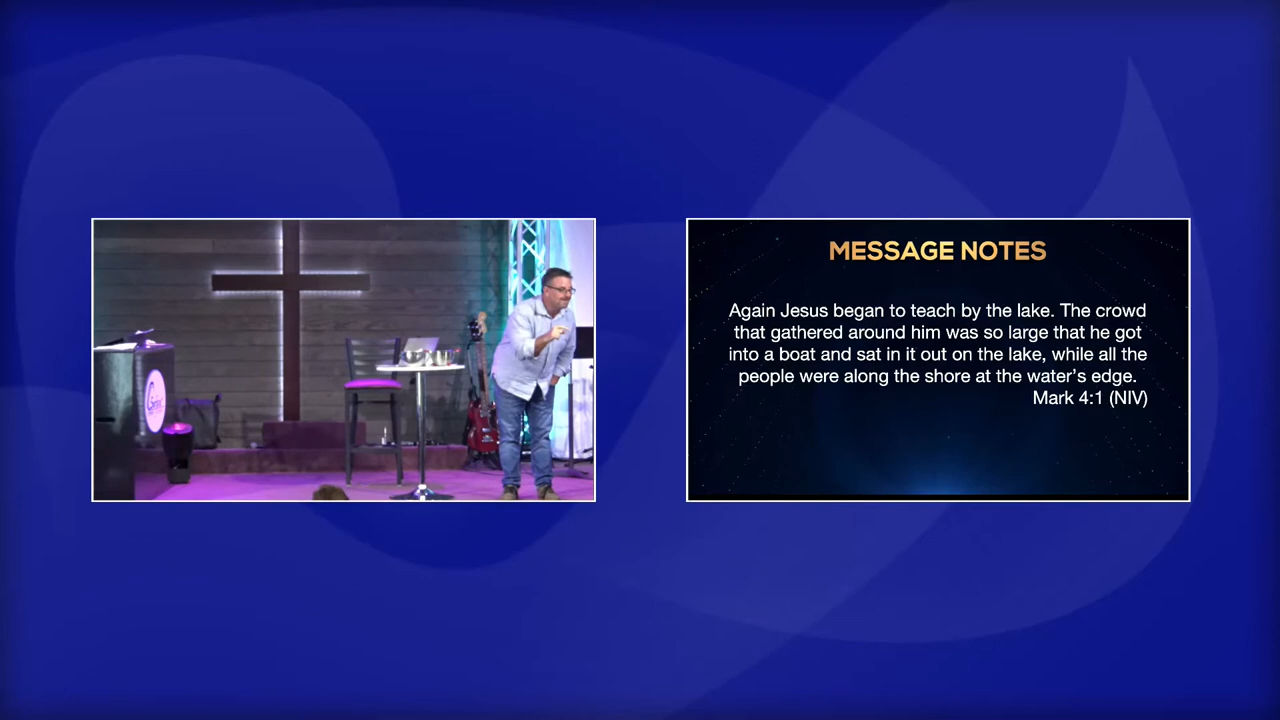 MESSAGE NOTES
Again Jesus began to teach by the lake. The crowd
that gathered around him was so large that he got
into a boat and sat in it out on the lake, while all the
people were along the shore at the water’s edge.
Mark 4:1 (NIV)